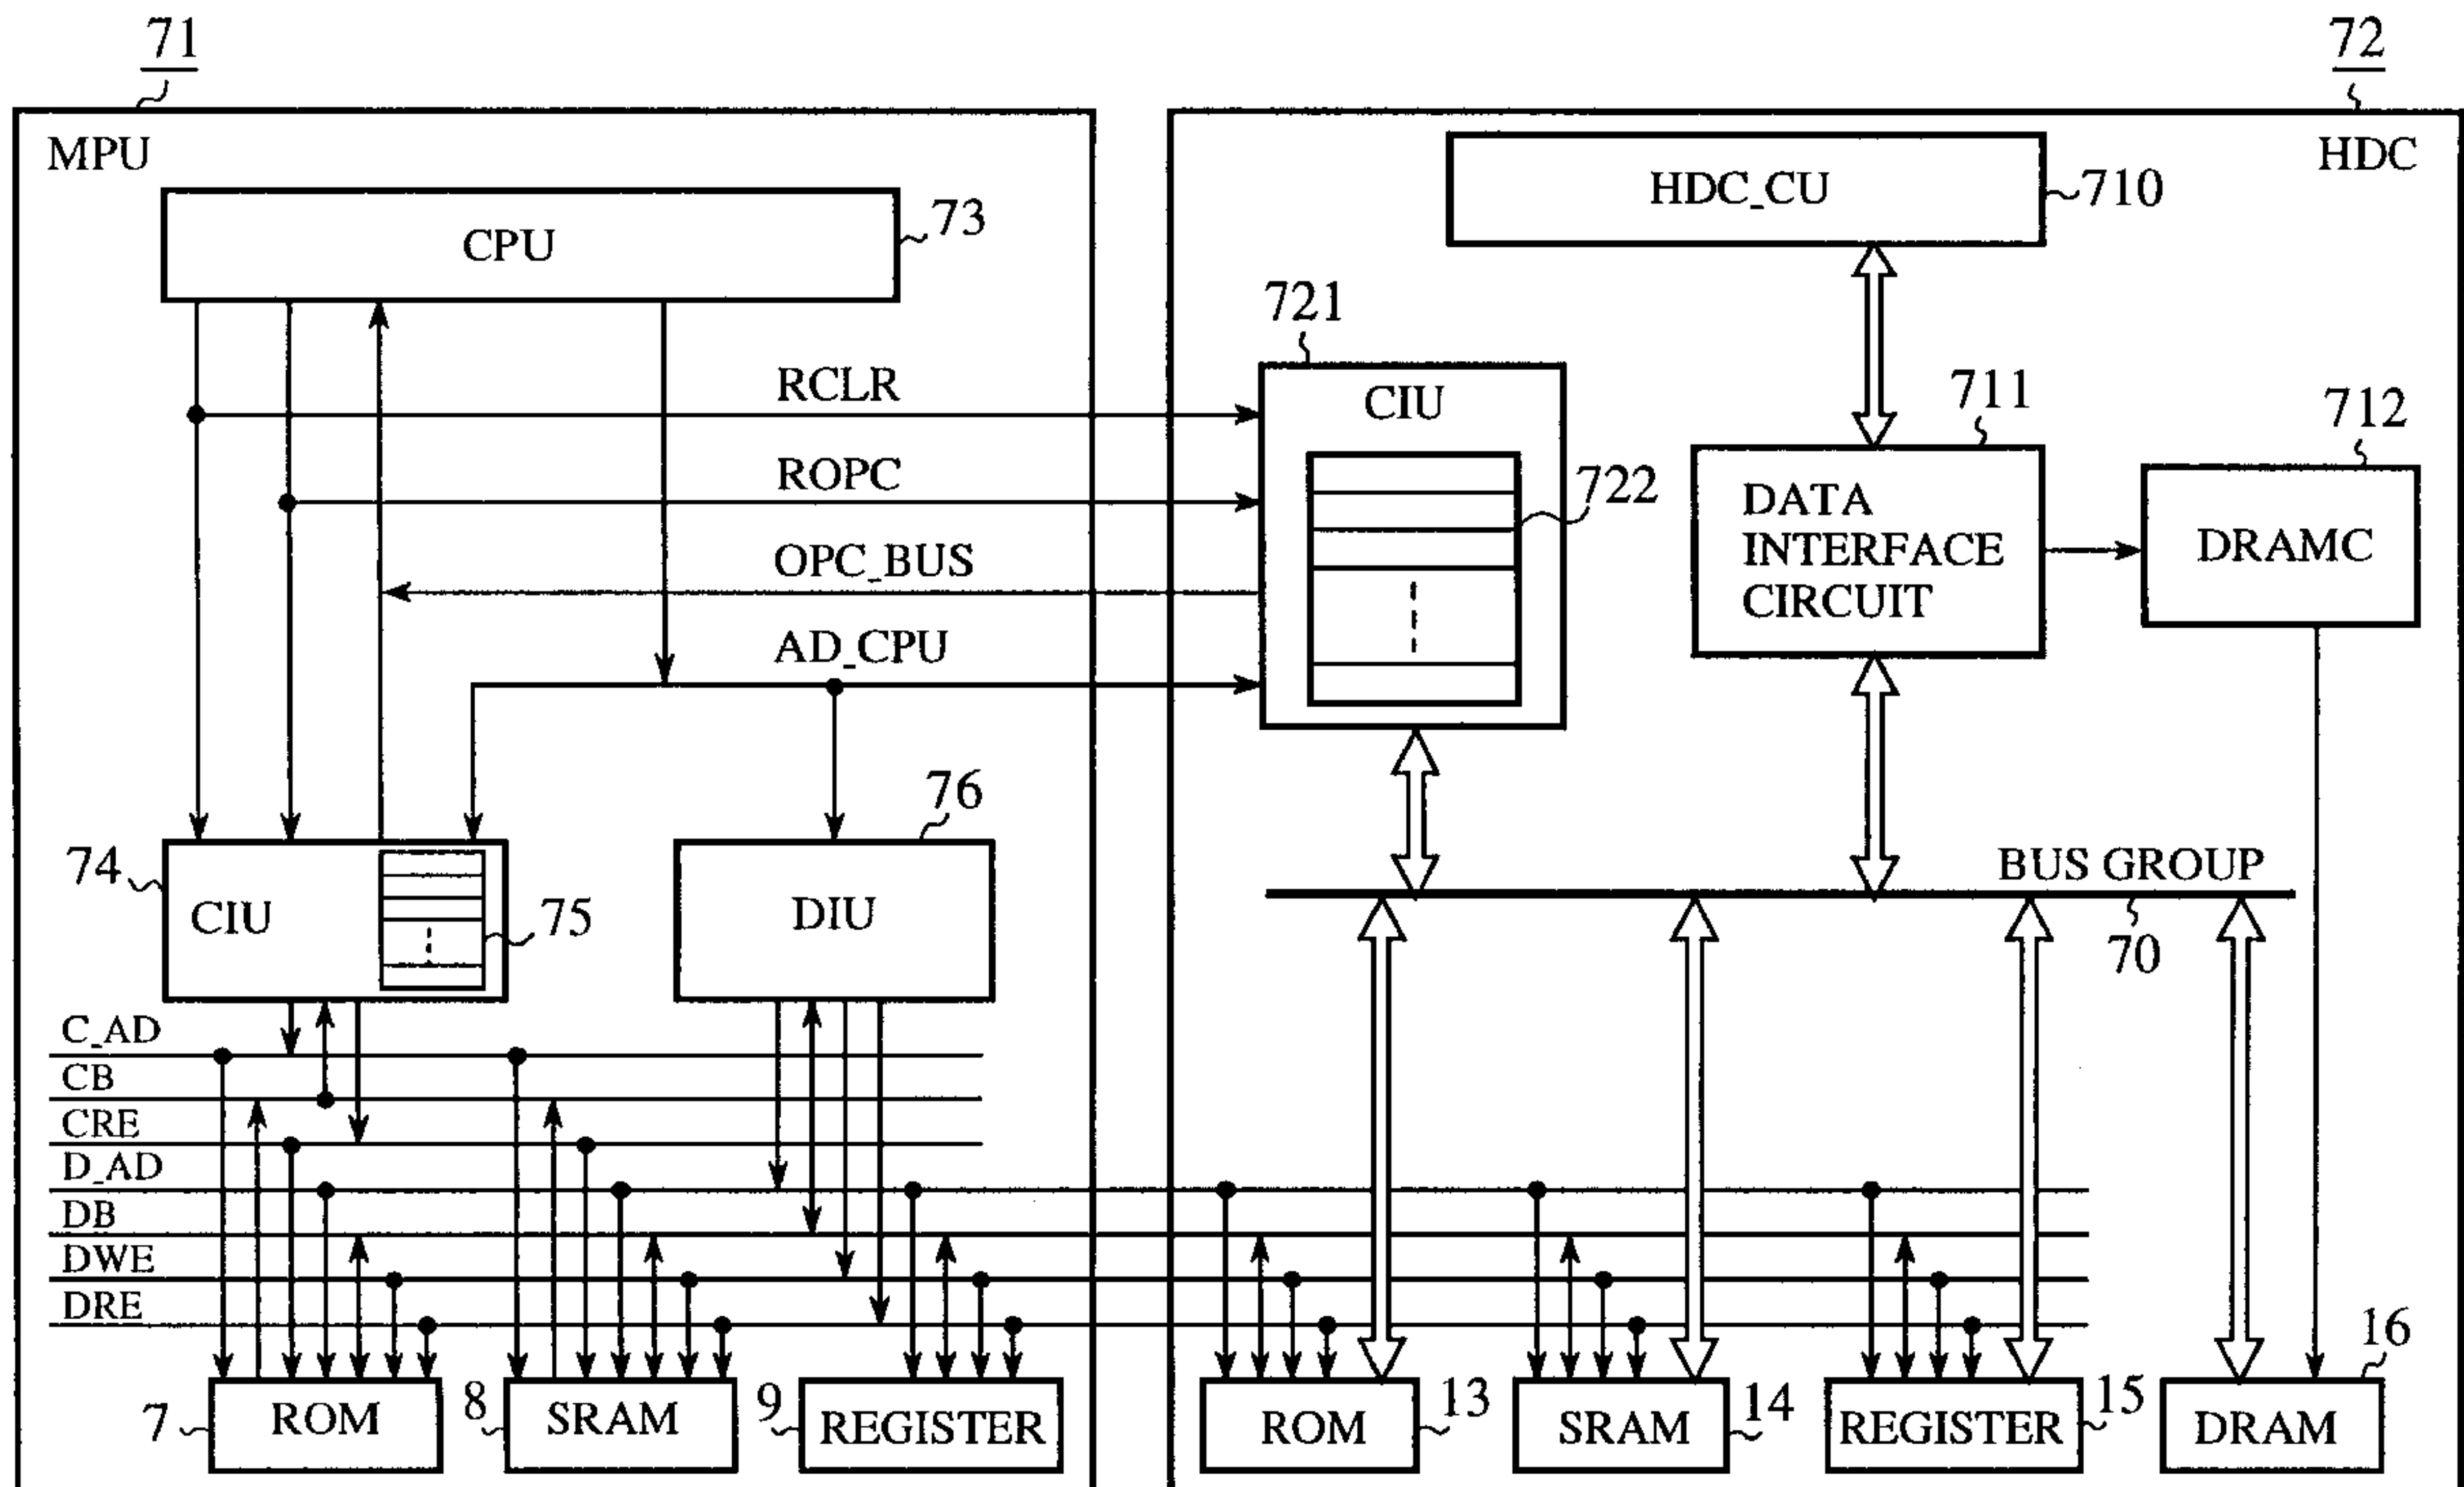 71
72
MPU
HDC
CPU
73
HDC_CU
710
721
RCLR
CIU
711
712
ROPC
722
DATA
INTERFACE
CIRCUIT
DRAMC
OPC_BUS
AD_CPU
76
74
CIU
75
DIU
BUS GROUP
70
C_AD
CB
CRE
D_AD
DB
DWE
DRE
7
ROM
8
SRAM
9
REGISTER
ROM
13
SRAM
14
REGISTER
15
DRAM
16